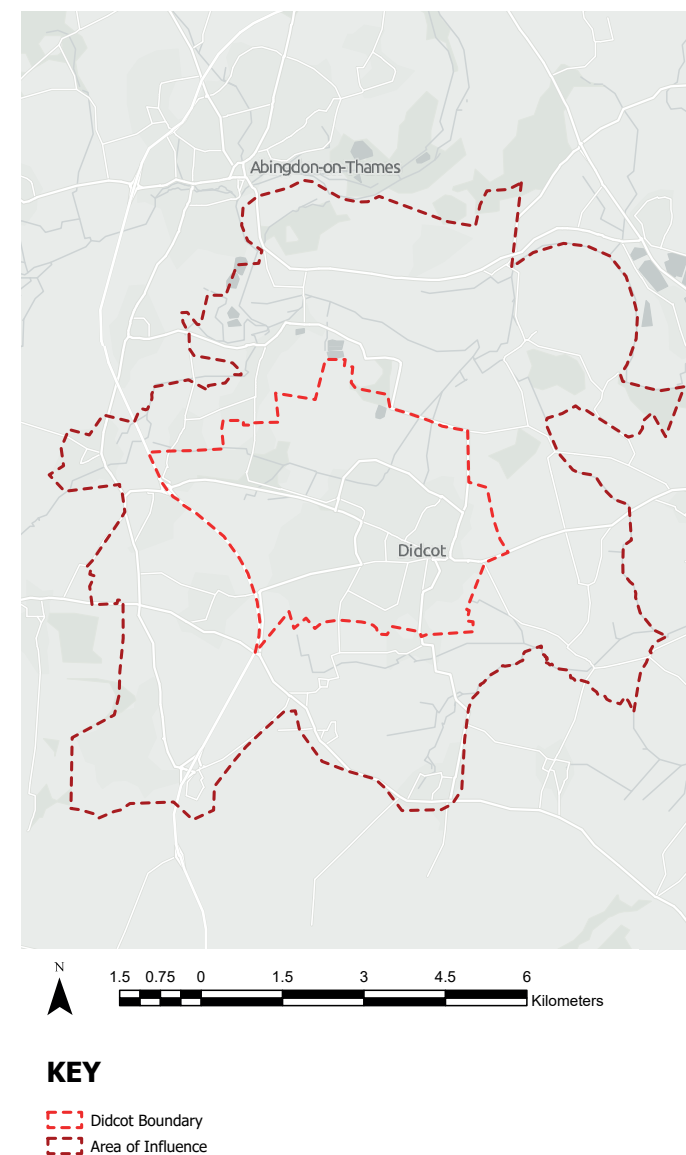 Abingdon-on-Thames
Didcot
N
1.5 0.75 0 1.5 3 4.5 6
Kilometers
KEY
Didcot Boundary
Area of Influence